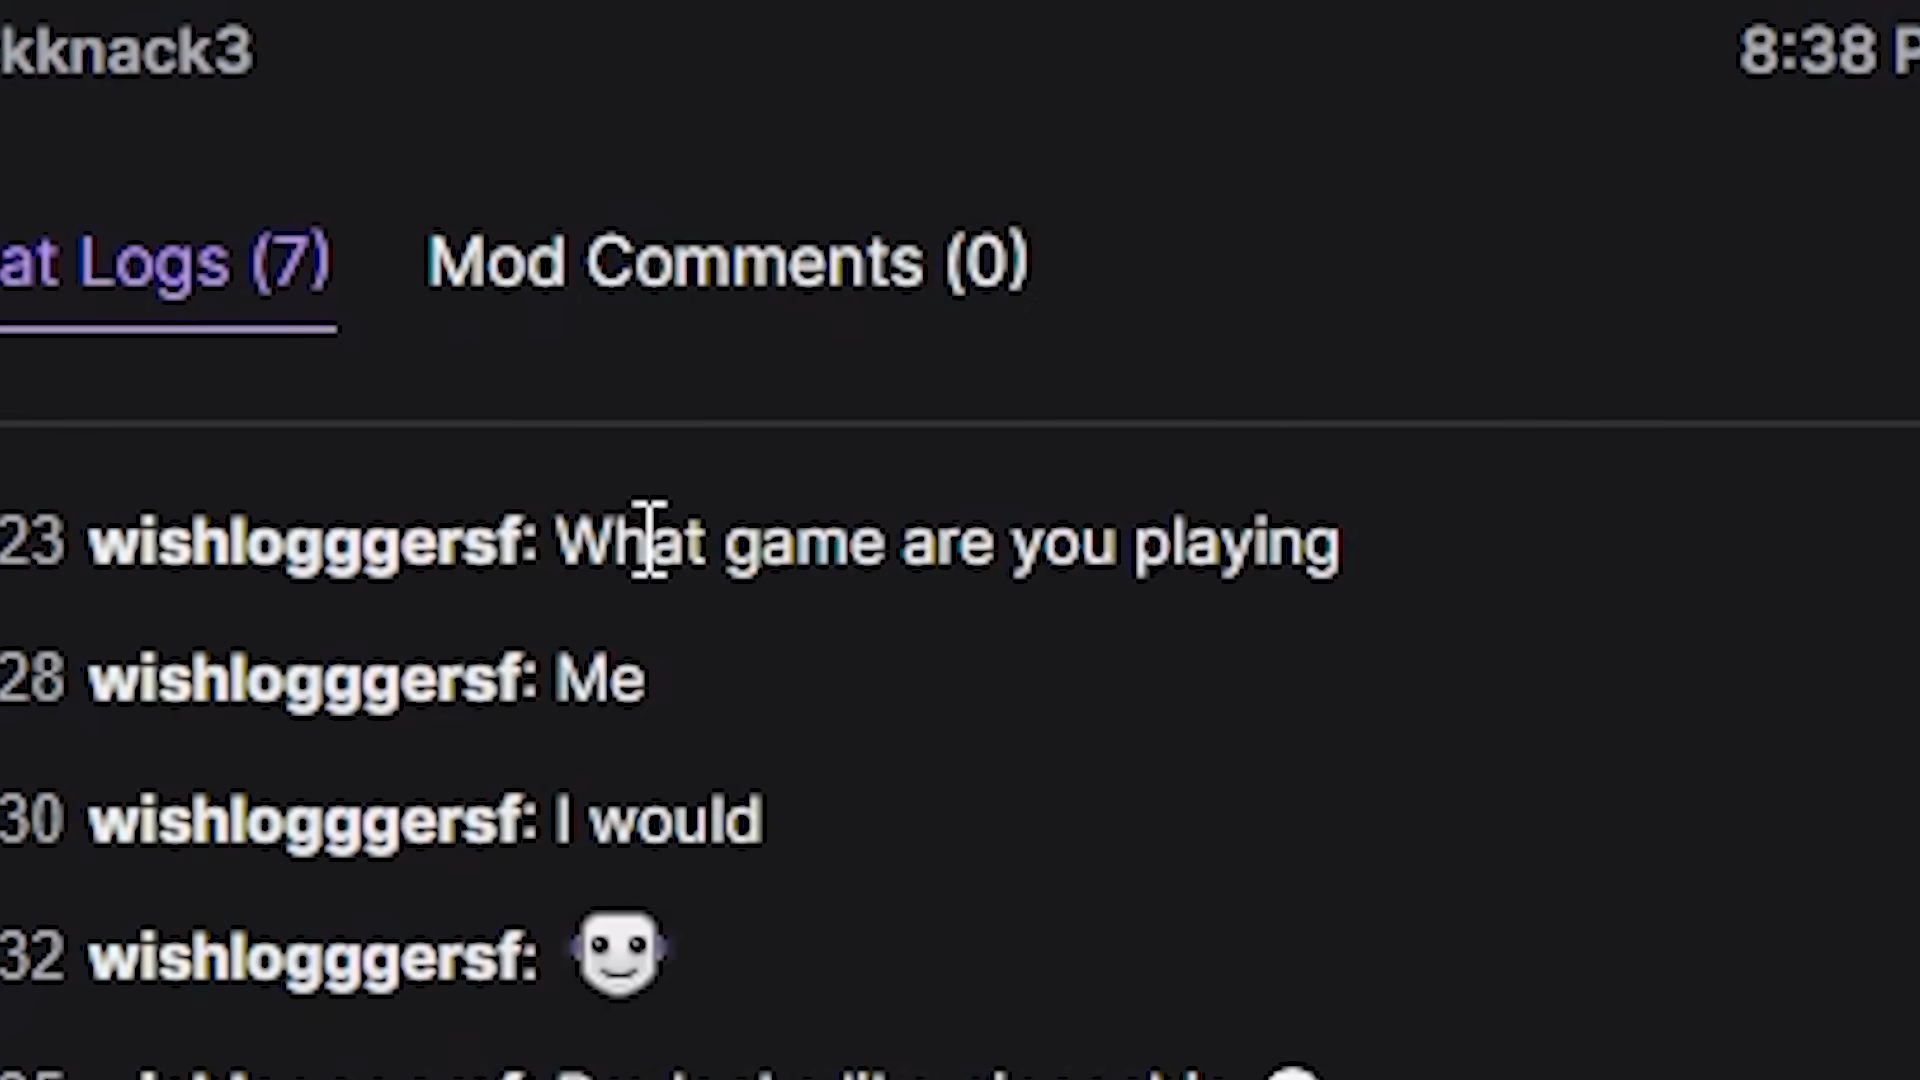 kknack3 8:38 P
at Logs (7) Mod Comments (0)
23 wishlogggersf: What game are you playing
28 wishlogggersf: Me
30 wishlogggersf: I would
32 wishlogggersf: